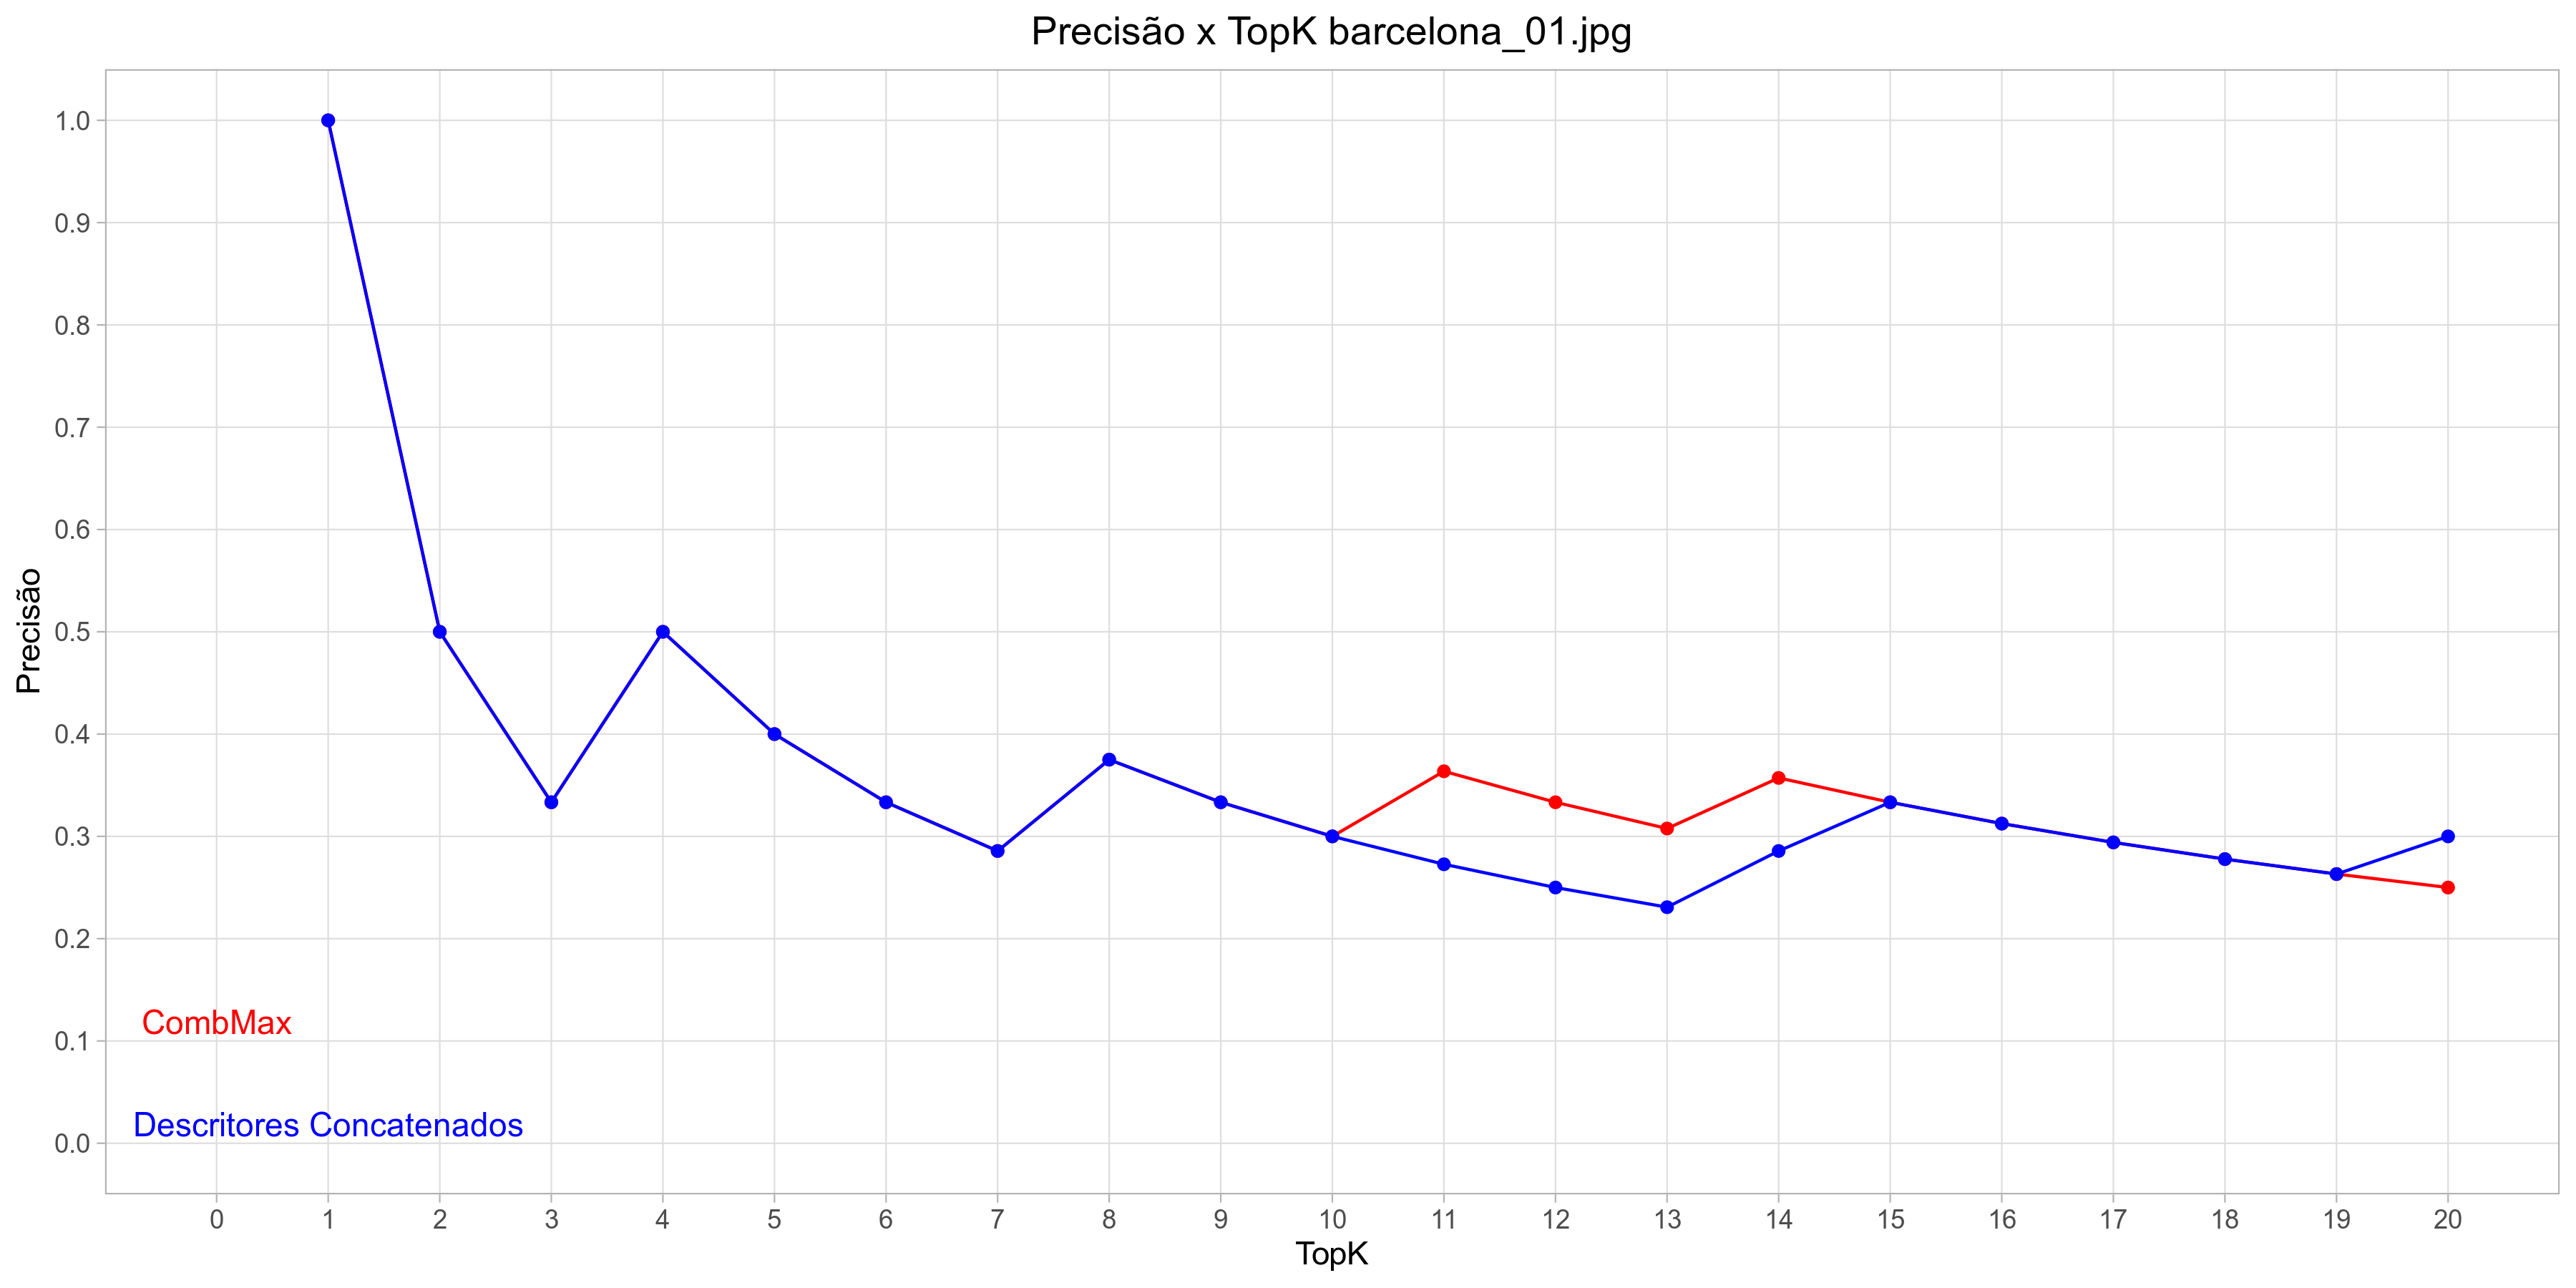 Precisão x TopK barcelona_01.jpg
1.0
0.9
0.8
0.7
0.6
0.5
0.4
0.3
0.2
0.1
0.0
Precisão
CombMax
Descritores Concatenados
0 1 2 3 4 5 6 7 8 9 10 11 12 13 14 15 16 17 18 19 20
TopK